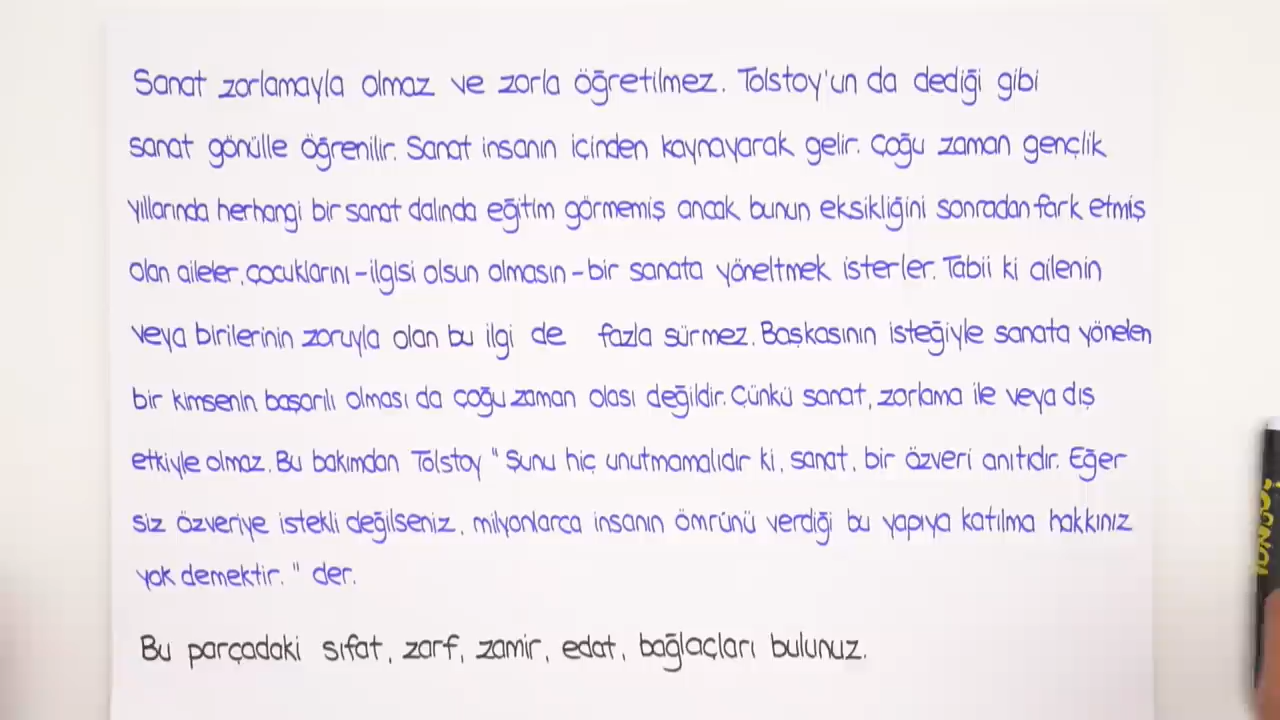 Sanat zorlamayla olmaz ve zorla öğretilmez. Tolstoy'un da dediği gibi
sanat gönülle öğrenilir. Sanat insanın içinden kaynayarak gelir. Çoğu zaman gençlik
yıllarında herhangi bir sanat dalında eğitim görmemiş ancak bunun eksikliğini sonradan fark etmiş
olan aileler, çocuklarını -ilgisi olsun olmasın- bir sanata yöneltmek isterler. Tabii ki ailenin
veya birilerinin zoruyla olan bu ilgi de fazla sürmez. Başkasının isteğiyle sanata yönelen
bir kimsenin başarılı olması da çoğu zaman olası değildir. Çünkü sanat, zorlama ile veya dış
etkiyle olmaz. Bu bakımdan Tolstoy "Şunu hiç unutmamalıdır ki, sanat, bir özveri anıtıdır. Eğer
siz özveriye istekli değilseniz, milyonlarca insanın ömrünü verdiği bu yapıya katılma hakkınız
yok demektir." der.
Bu parçadaki sıfat, zarf, zamir, edat, bağlaçları bulunuz.